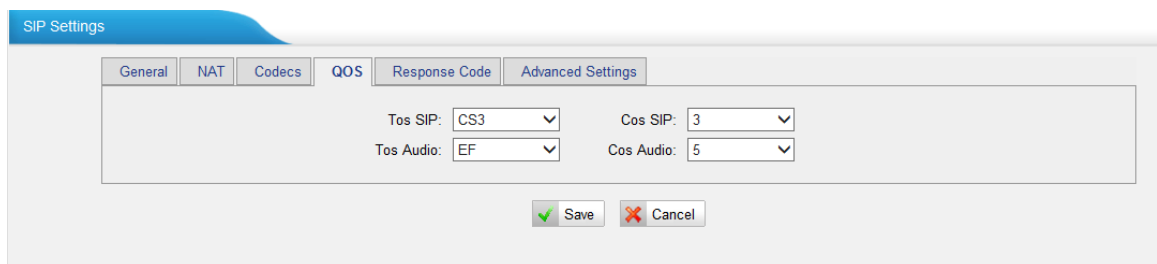 SIP Settings
General NAT Codecs QOS Response Code Advanced Settings
Tos SIP: CS3 Cos SIP: 3
Tos Audio: EF Cos Audio: 5
Save Cancel